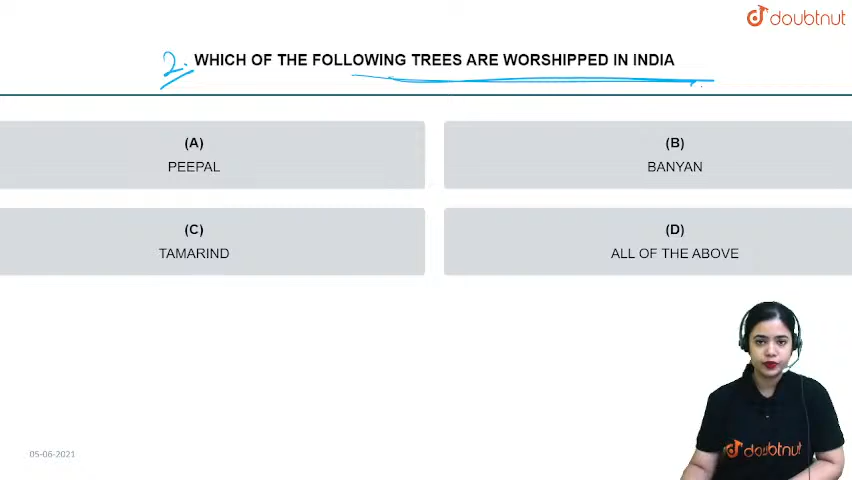 doubtnut
2. WHICH OF THE FOLLOWING TREES ARE WORSHIPPED IN INDIA
(A)
PEEPAL
(B)
BANYAN
(C)
TAMARIND
(D)
ALL OF THE ABOVE
doubtnut
05-06-2021